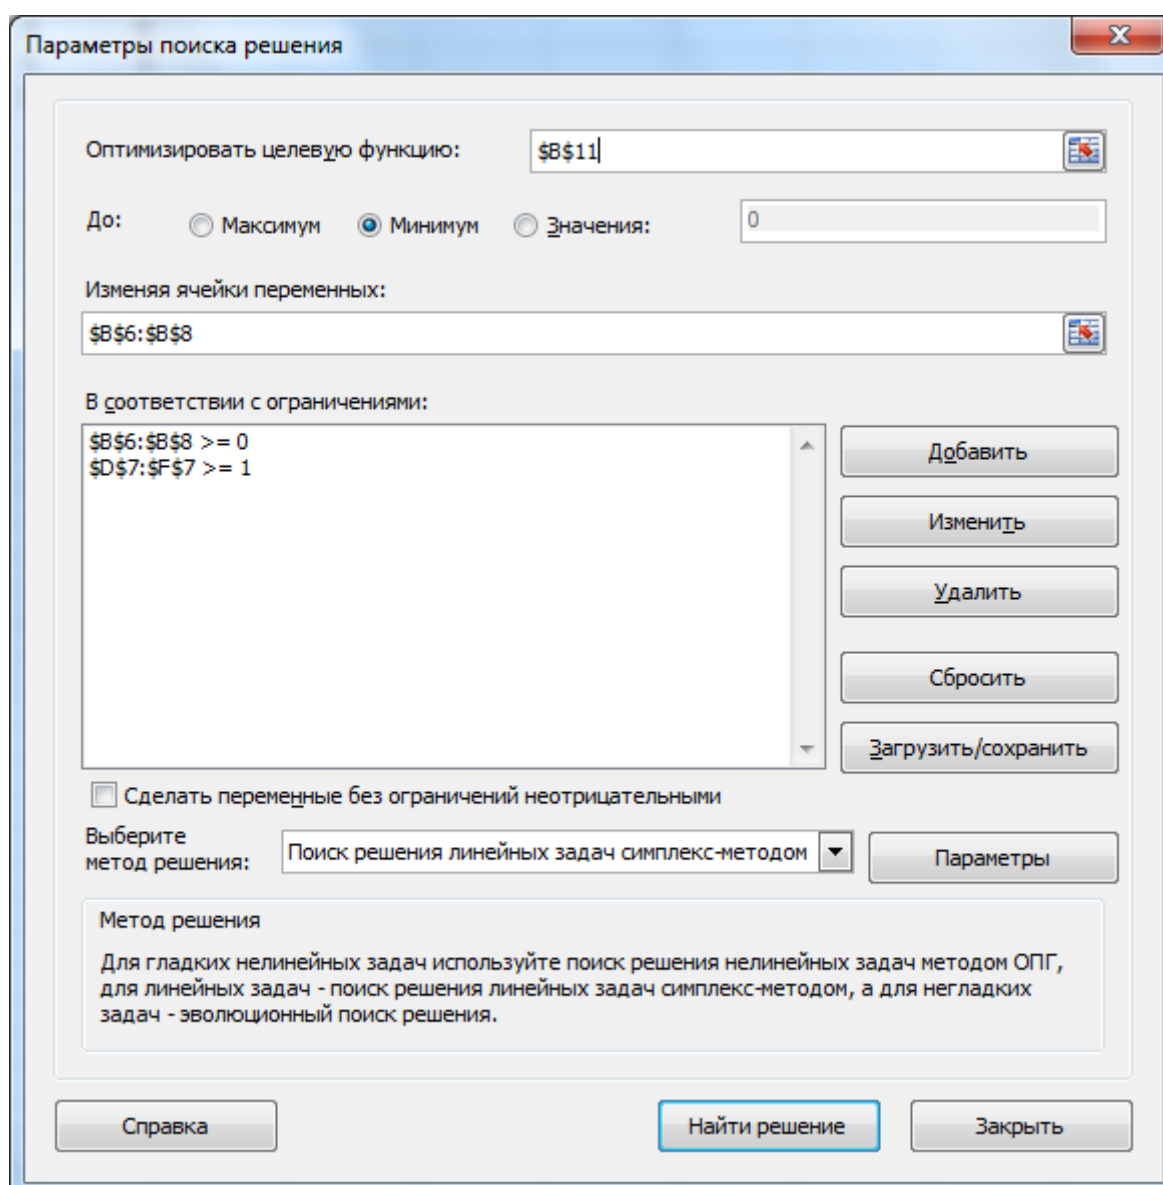 Параметры поиска решения
Оптимизировать целевую функцию: $B$11
До: Максимум Минимум Значения: 0
Изменяя ячейки переменных:
$B$6:$B$8
В соответствии с ограничениями:
$B$6:$B$8 >= 0
$D$7:$F$7 >= 1
Добавить
Изменить
Удалить
Сбросить
Загрузить/сохранить
Сделать переменные без ограничений неотрицательными
Выберите
метод решения:
Поиск решения линейных задач симплекс-методом
Параметры
Метод решения
Для гладких нелинейных задач используйте поиск решения нелинейных задач методом ОПГ,
для линейных задач - поиск решения линейных задач симплекс-методом, а для негладких
задач - эволюционный поиск решения.
Справка
Найти решение
Закрыть